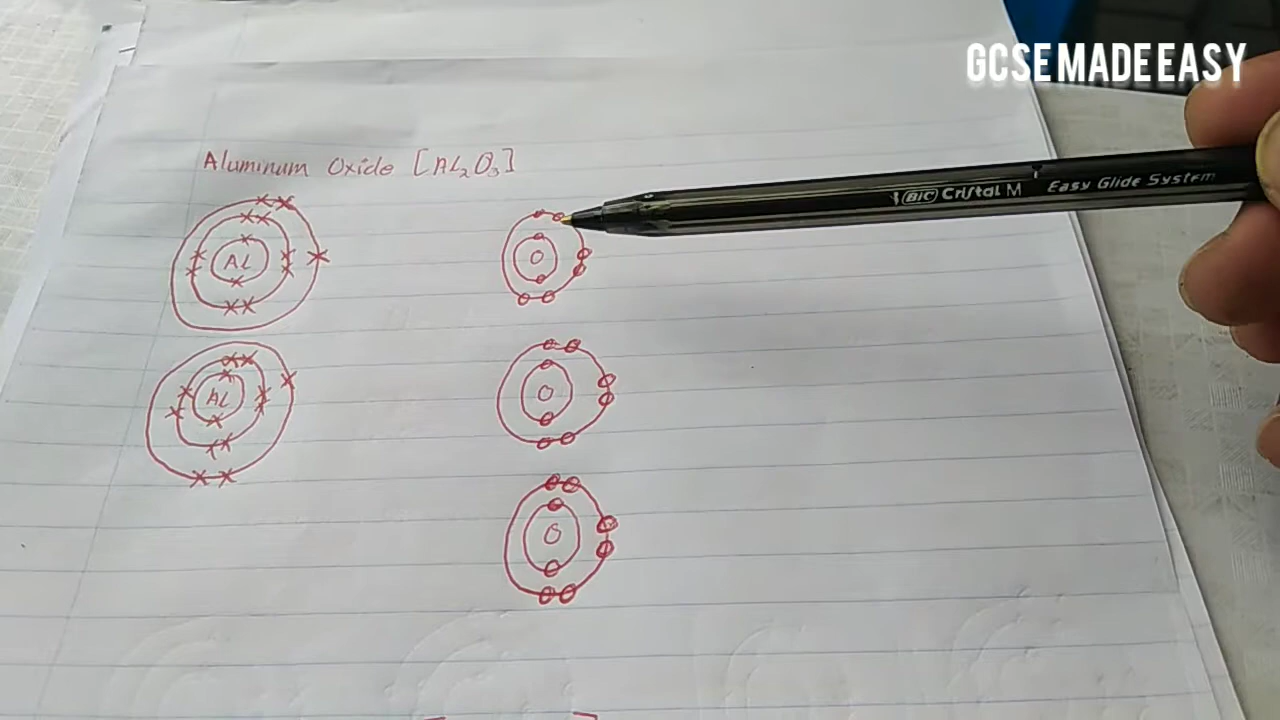 GCSE MADE EASY
Aluminum Oxide [AL₂O₃]
BIC Cristal M Easy Glide System
AL
O
AL
O
O